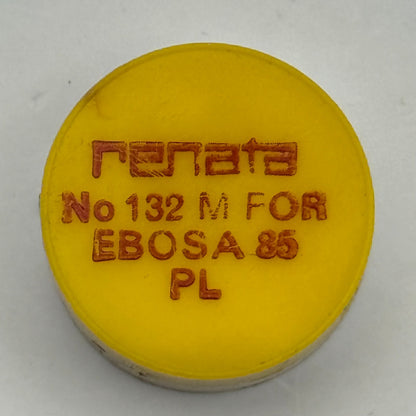 renata
No 132 M FOR
EBOSA 85
PL